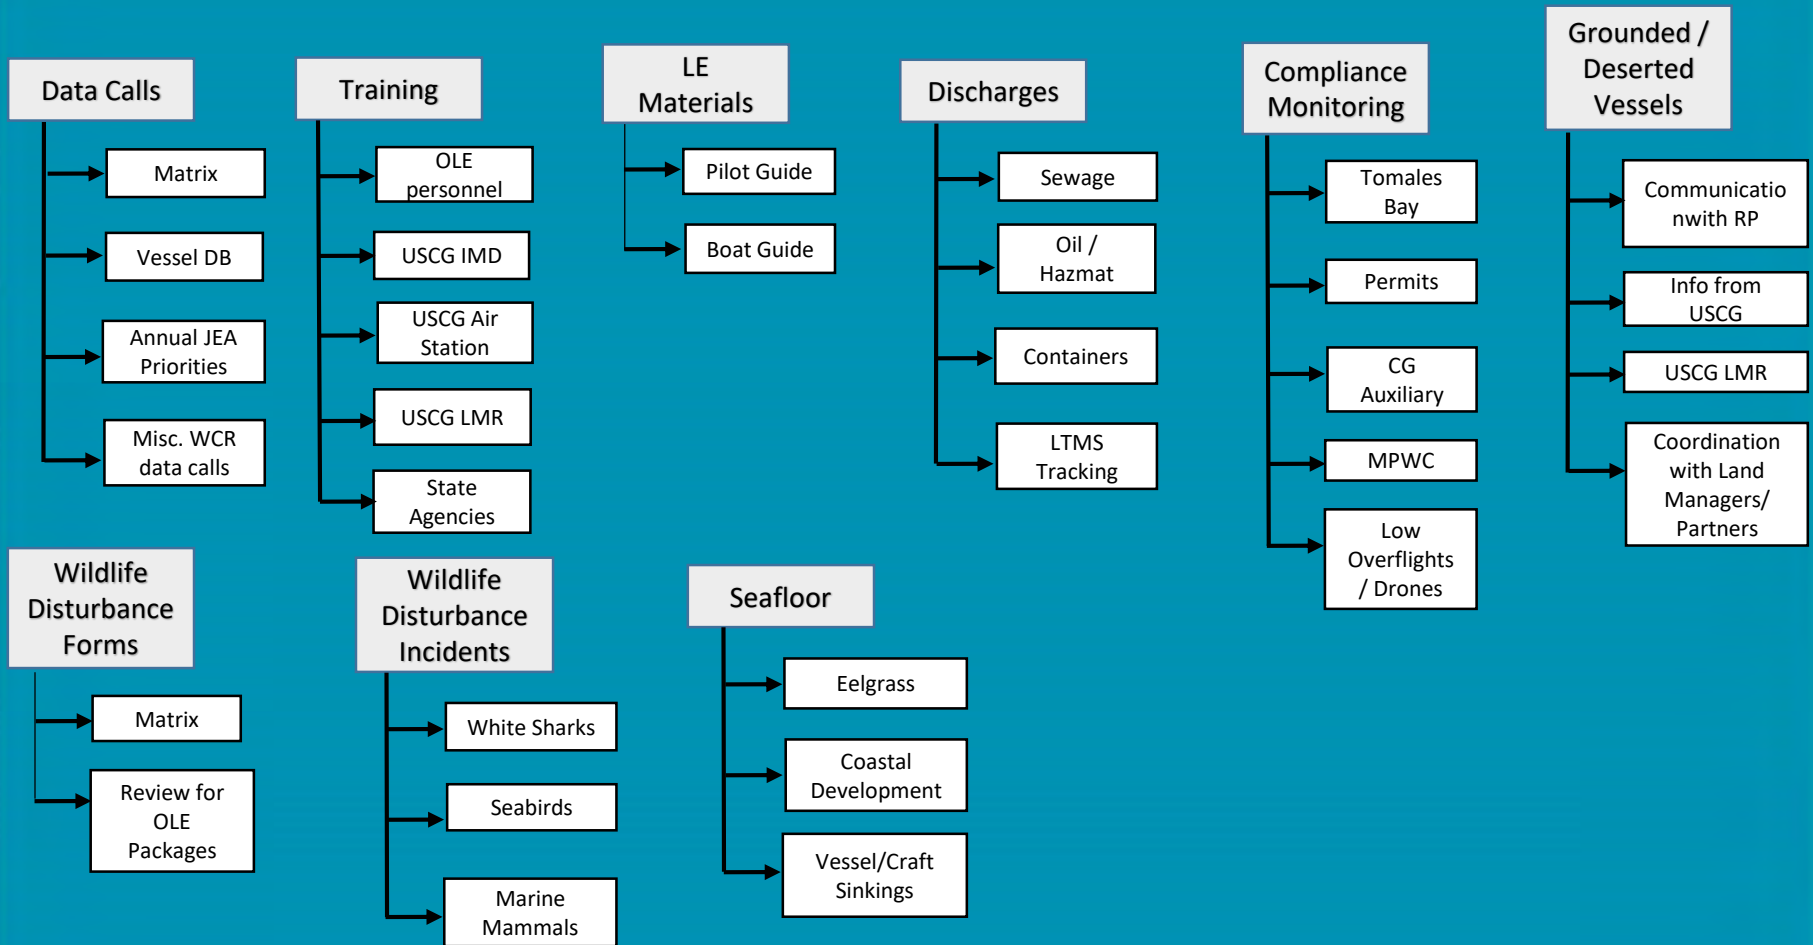 Data Calls
Matrix
Vessel DB
Annual JEA
Priorities
Misc. WCR
data calls
Training
OLE
personnel
USCG IMD
USCG Air
Station
USCG LMR
State
Agencies
LE
Materials
Pilot Guide
Boat Guide
Discharges
Sewage
Oil /
Hazmat
Containers
LTMS
Tracking
Compliance
Monitoring
Tomales
Bay
Permits
CG
Auxiliary
MPWC
Low
Overflights
/ Drones
Grounded /
Deserted
Vessels
Communicatio
nwith RP
Info from
USCG
USCG LMR
Coordination
with Land
Managers/
Partners
Wildlife
Disturbance
Forms
Matrix
Review for
OLE
Packages
Wildlife
Disturbance
Incidents
White Sharks
Seabirds
Marine
Mammals
Seafloor
Eelgrass
Coastal
Development
Vessel/Craft
Sinkings